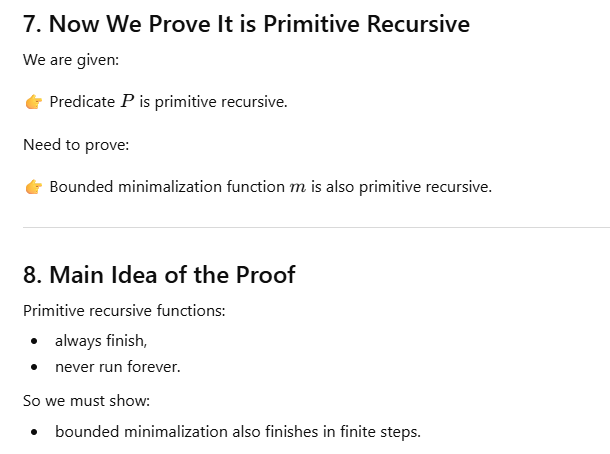 7. Now We Prove It is Primitive Recursive
We are given:
👉 Predicate P is primitive recursive.
Need to prove:
👉 Bounded minimalization function m is also primitive recursive.
8. Main Idea of the Proof
Primitive recursive functions:
• always finish,
• never run forever.
So we must show:
• bounded minimalization also finishes in finite steps.